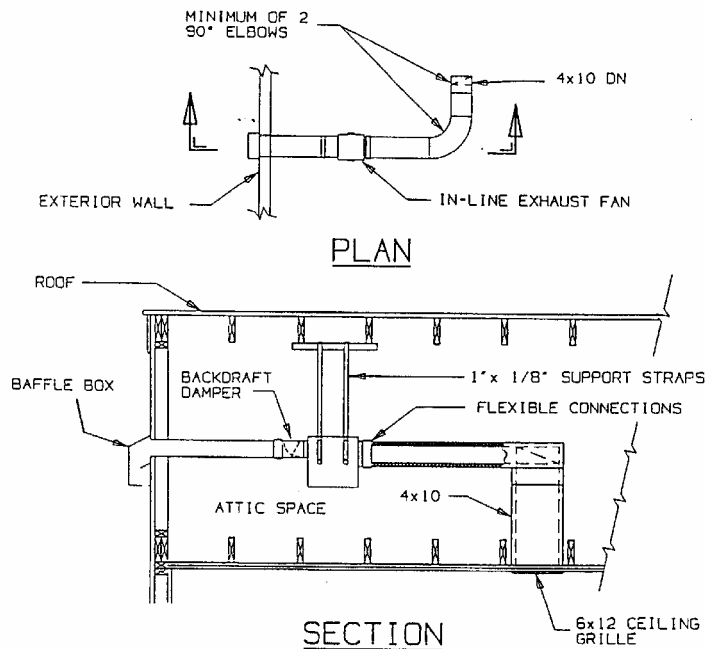 MINIMUM OF 2
90° ELBOWS
4x10 DN
EXTERIOR WALL
IN-LINE EXHAUST FAN
PLAN
ROOF
BAFFLE BOX
BACKDRAFT
DAMPER
1"x 1/8" SUPPORT STRAPS
FLEXIBLE CONNECTIONS
4x10
ATTIC SPACE
6x12 CEILING
GRILLE
SECTION